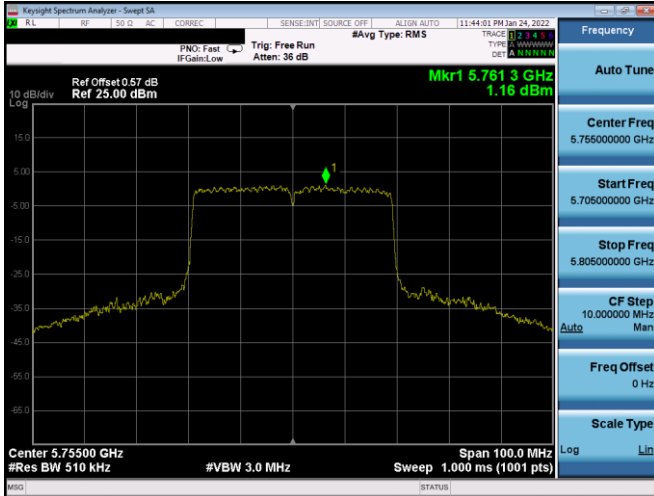 Keysight Spectrum Analyzer - Swept SA
RL RF 50 Ω AC CORREC SENSE:INT SOURCE OFF ALIGN AUTO 11:44:01 PM Jan 24, 2022
#Avg Type: RMS
TRACE 1 2 3 4 5 6
PNO: Fast Trig: Free Run TYPE A WWWWW
IFGain:Low Atten: 36 dB DET A N N N N N
Mkr1 5.761 3 GHz
Ref Offset 0.57 dB
10 dB/div Ref 25.00 dBm 1.16 dBm
Log
15.0
1
5.00
-5.00
-15.0
-25.0
-35.0
-45.0
-55.0
-65.0
Center 5.75500 GHz Span 100.0 MHz
#Res BW 510 kHz #VBW 3.0 MHz Sweep 1.000 ms (1001 pts)
MSG STATUS
Frequency
Auto Tune
Center Freq
5.755000000 GHz
Start Freq
5.705000000 GHz
Stop Freq
5.805000000 GHz
CF Step
10.000000 MHz
Auto Man
Freq Offset
0 Hz
Scale Type
Log Lin